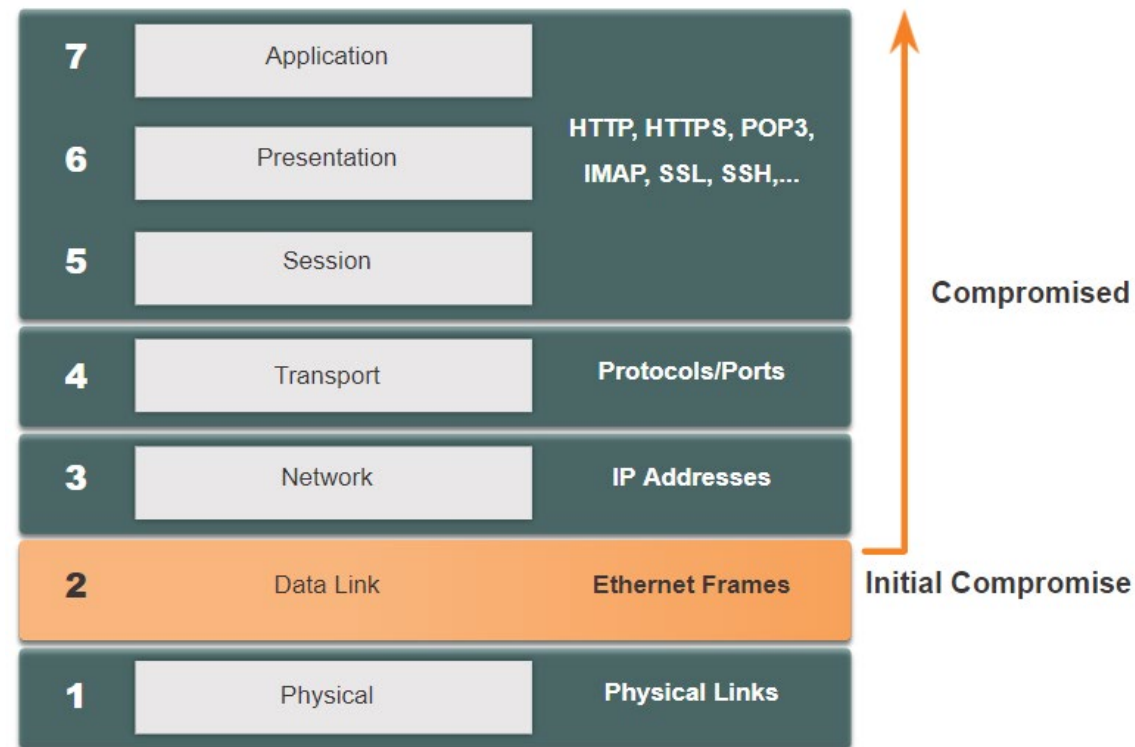 7 Application
HTTP, HTTPS, POP3,
6 Presentation
IMAP, SSL, SSH,...
5 Session
Compromised
4 Transport Protocols/Ports
3 Network IP Addresses
2 Data Link Ethernet Frames Initial Compromise
1 Physical Physical Links